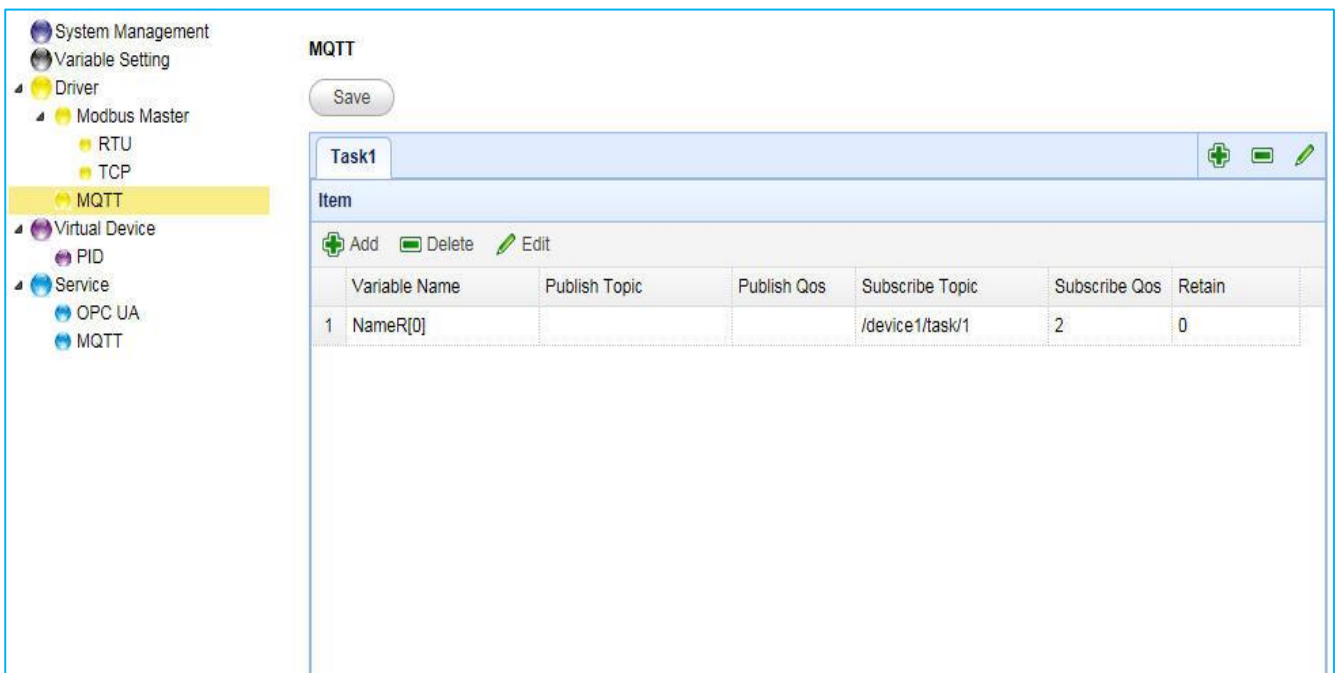 System Management
Variable Setting
Driver
Modbus Master
RTU
TCP
MQTT
Virtual Device
PID
Service
OPC UA
MQTT
MQTT
Save
Task1
Item
Add Delete Edit
Variable Name Publish Topic Publish Qos Subscribe Topic Subscribe Qos Retain
1 NameR[0] /device1/task/1 2 0